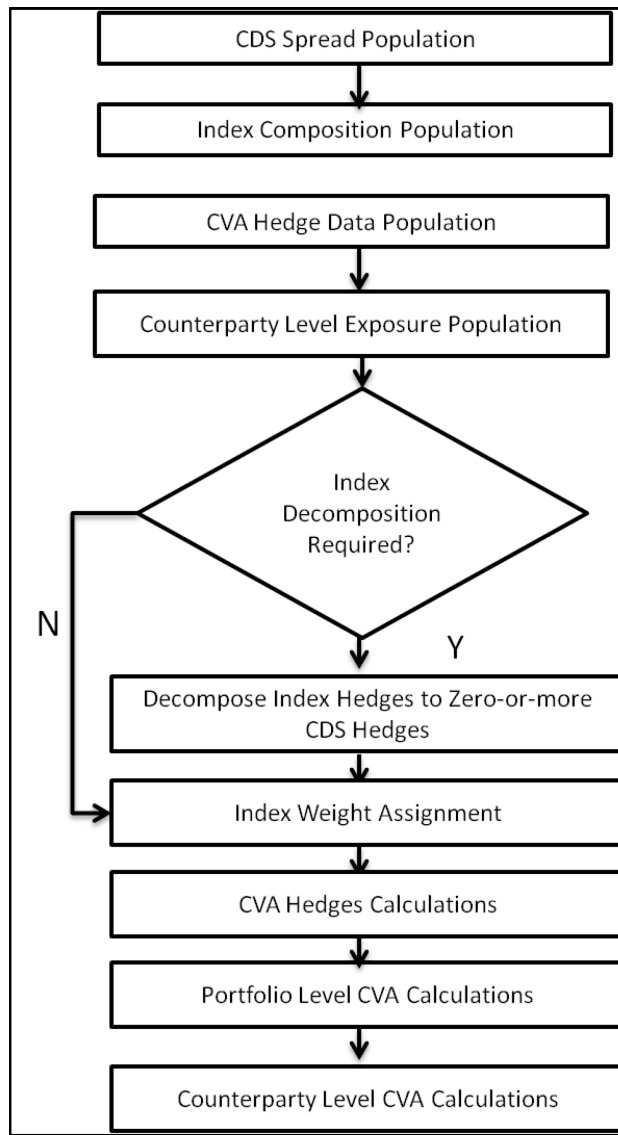 CDS Spread Population
Index Composition Population
CVA Hedge Data Population
Counterparty Level Exposure Population
Index
Decomposition
Required?
N
Y
Decompose Index Hedges to Zero-or-more
CDS Hedges
Index Weight Assignment
CVA Hedges Calculations
Portfolio Level CVA Calculations
Counterparty Level CVA Calculations